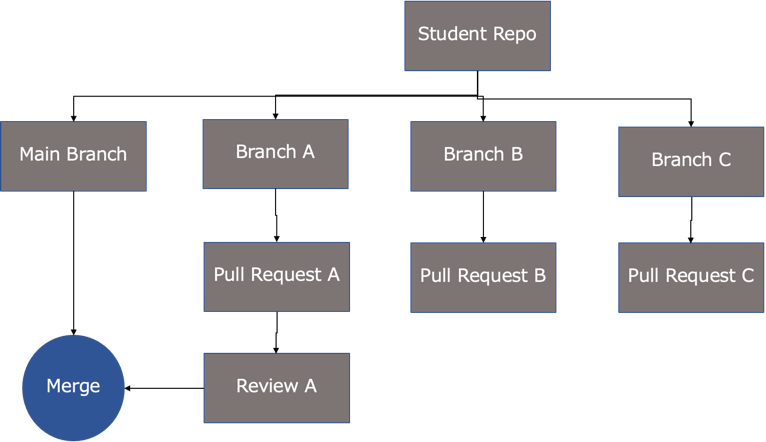 Student Repo
Main Branch
Branch A
Branch B
Branch C
Pull Request A
Pull Request B
Pull Request C
Merge
Review A